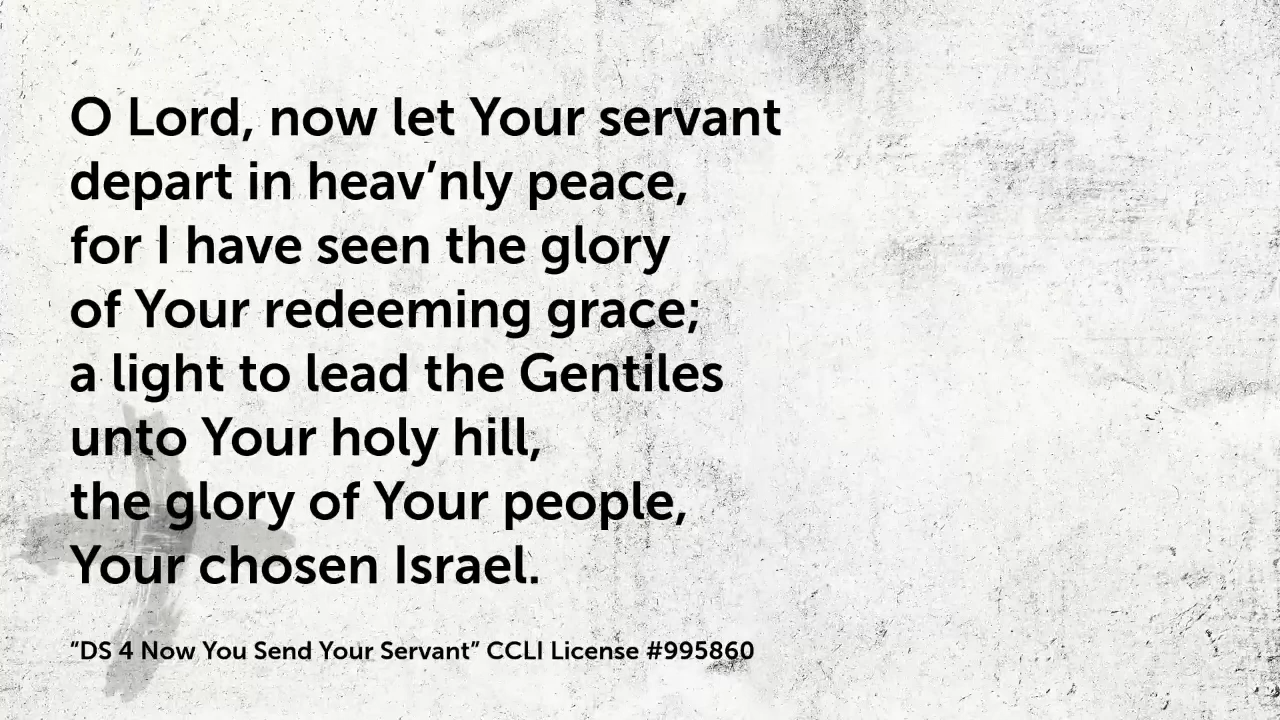 O Lord, now let Your servant
depart in heav’nly peace,
for I have seen the glory
of Your redeeming grace;
a light to lead the Gentiles
unto Your holy hill,
the glory of Your people,
Your chosen Israel.
“DS 4 Now You Send Your Servant” CCLI License #995860